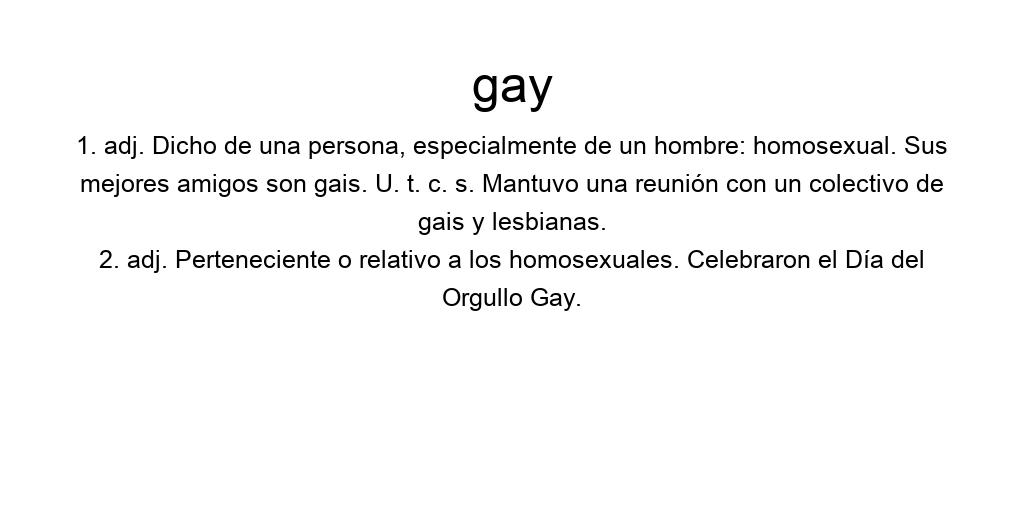 gay
1. adj. Dicho de una persona, especialmente de un hombre: homosexual. Sus
mejores amigos son gais. U. t. c. s. Mantuvo una reunión con un colectivo de
gais y lesbianas.
2. adj. Perteneciente o relativo a los homosexuales. Celebraron el Día del
Orgullo Gay.